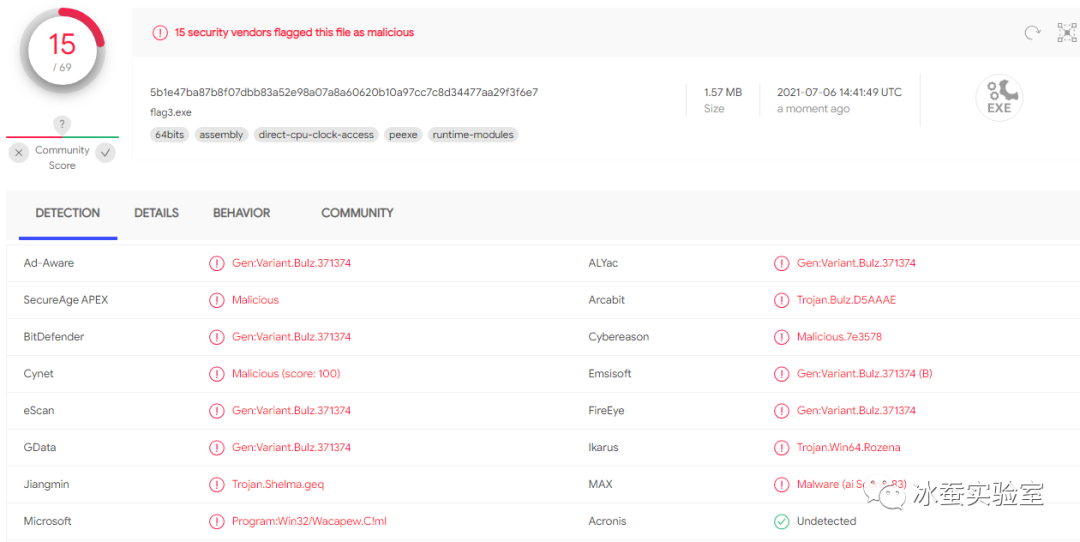 15
/ 69
?
Community
Score
15 security vendors flagged this file as malicious
5b1e47ba87b8f07dbb83a52e98a07a8a60620b10a97cc7c8d34477aa29f3f6e7
flag3.exe
64bits assembly direct-cpu-clock-access peexe runtime-modules
1.57 MB
Size
2021-07-06 14:41:49 UTC
a moment ago
EXE
DETECTION DETAILS BEHAVIOR COMMUNITY
Ad-Aware Gen:Variant.Bulz.371374 ALYac Gen:Variant.Bulz.371374
SecureAge APEX Malicious Arcabit Trojan.Bulz.D5AAAE
BitDefender Gen:Variant.Bulz.371374 Cybereason Malicious.7e3578
Cynet Malicious (score: 100) Emsisoft Gen:Variant.Bulz.371374 (B)
eScan Gen:Variant.Bulz.371374 FireEye Gen:Variant.Bulz.371374
GData Gen:Variant.Bulz.371374 Ikarus Trojan.Win64.Rozena
Jiangmin Trojan.Shelma.geq MAX Malware (ai
Microsoft Program:Win32/Wacapew.C!ml Acronis Undetected
冰蚕实验室